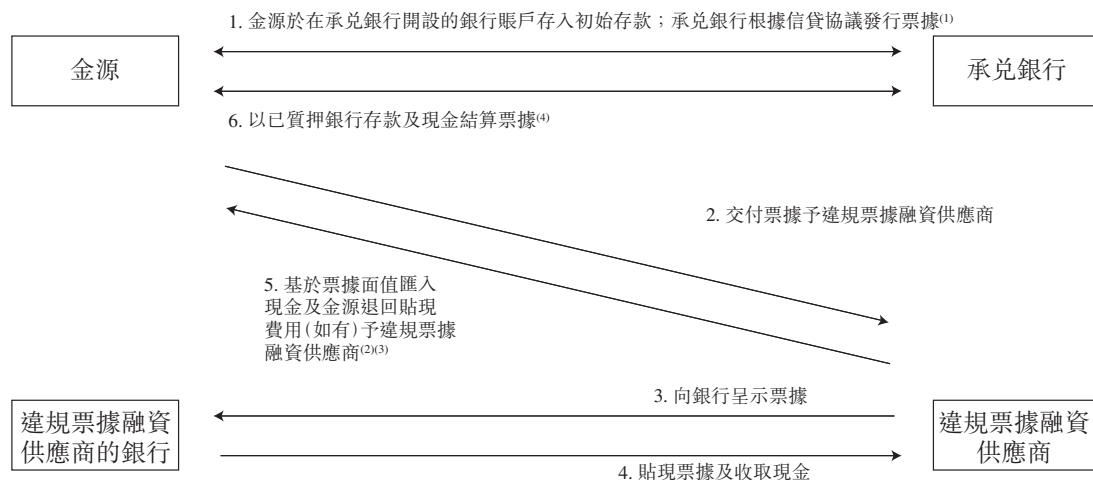 1. 金源於在承兌銀行開設的銀行賬戶存入初始存款；承兌銀行根據信貸協議發行票據(1)
金源
承兌銀行
6. 以已質押銀行存款及現金結算票據(4)
2. 交付票據予違規票據融資供應商
5. 基於票據面值匯入
現金及金源退回貼現
費用(如有)予違規票據
融資供應商(2)(3)
3. 向銀行呈示票據
違規票據融資
供應商的銀行
違規票據融資
供應商
4. 貼現票據及收取現金